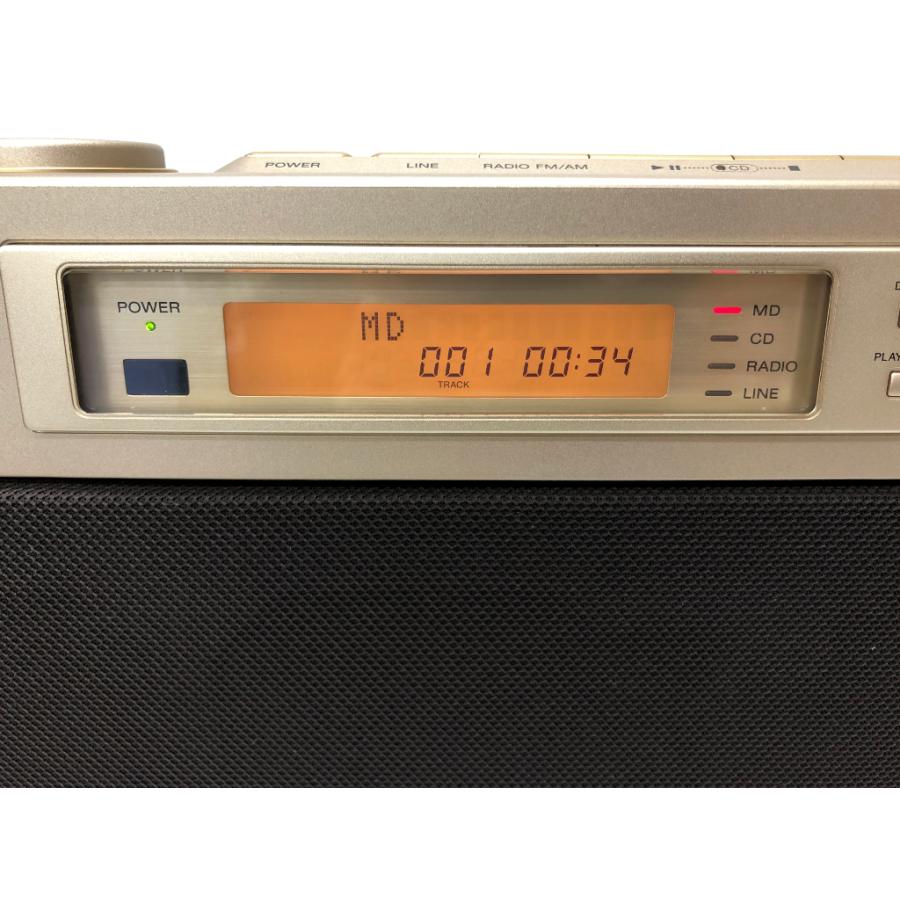 POWER LINE RADIO FM/AM CD
POWER
MD
001 00:34
TRACK
MD
CD
RADIO
LINE
PLAY